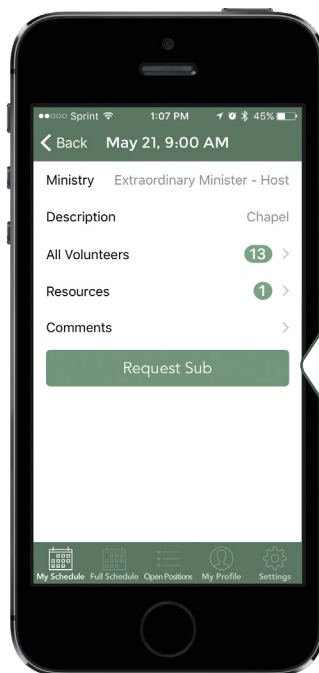 Sprint 1:07 PM 45%
Back May 21, 9:00 AM
Ministry Extraordinary Minister - Host
Description Chapel
All Volunteers 13
Resources 1
Comments
Request Sub
My Schedule Full Schedule Open Positions My Profile Settings